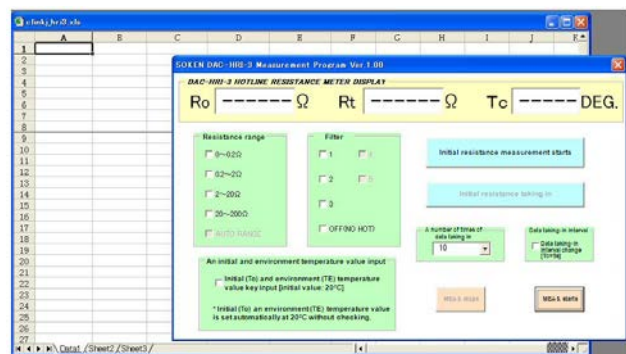 A B C D E F G H I J K
SOKEN DAC-HRI-3 Measurement Program Ver.1.00
DAC-HRI-3 HOTLINE RESISTANCE METER DISPLAY
Ro ------ Ω Rt ------ Ω Tc ----- DEG.
Resistance range
0~0.2Ω
0.2~2Ω
2~20Ω
20~200Ω
AUTO RANGE
Filter
1
2
3
OFF(NO HOT)
Initial resistance measurement starts
Initial resistance taking in
A number of times of
data taking in
10
Data taking-in interval
Data taking-in
interval change
An initial and environment temperature value input
Initial (To) and environment (TE) temperature
value key input [initial value: 20°C]
*Initial (To) an environment(TE) temperature value
is set automatically at 20°C without checking.
MEAS stops
MEAS starts
1
2
3
4
5
6
7
8
9
10
11
12
13
14
15
16
17
18
19
20
21
22
23
24
25
26
27
Data1 / Sheet2 / Sheet3 /